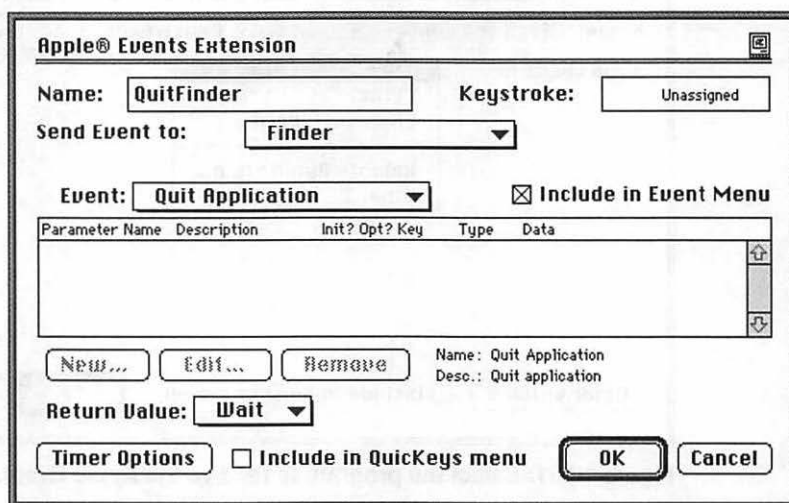 Apple® Events Extension
Name: QuitFinder Keystroke: Unassigned
Send Event to: Finder
Event: Quit Application Include in Event Menu
Parameter Name Description Init? Opt? Key Type Data
New... Edit... Remove Name: Quit Application
Desc.: Quit application
Return Value: Wait
Timer Options Include in QuicKeys menu OK Cancel